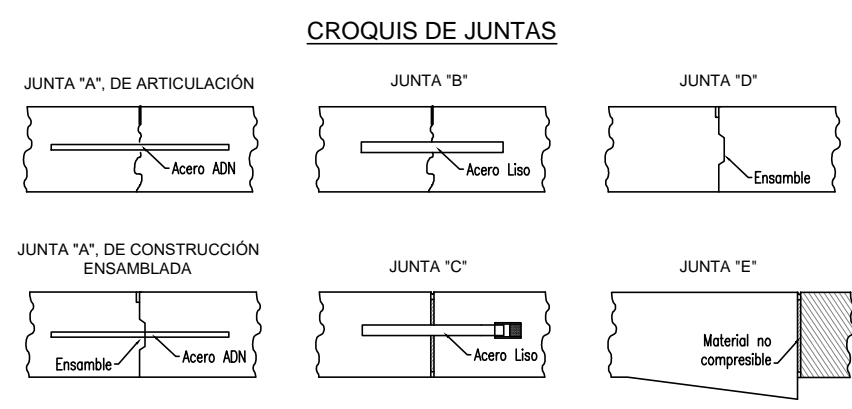 CROQUIS DE JUNTAS
JUNTA "A", DE ARTICULACIÓN
Acero ADN
JUNTA "B"
Acero Liso
JUNTA "D"
Ensamble
JUNTA "A", DE CONSTRUCCIÓN
ENSAMBLADA
Ensamble
Acero ADN
JUNTA "C"
Acero Liso
JUNTA "E"
Material no
compresible